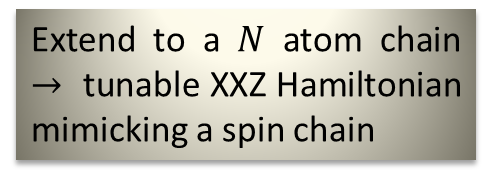 Extend to a N atom chain
→ tunable XXZ Hamiltonian
mimicking a spin chain